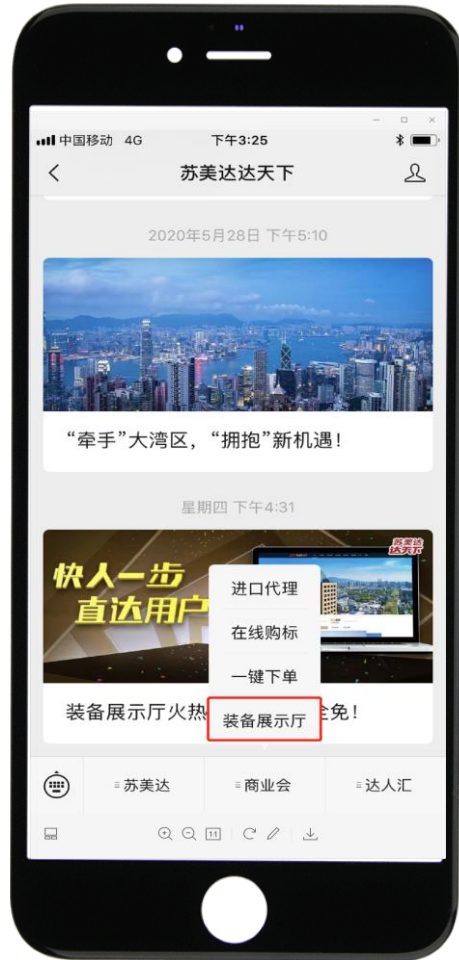 中国移动 4G 下午3:25
苏美达达天下
2020年5月28日 下午5:10
“牵手”大湾区，“拥抱”新机遇！
星期四 下午4:31
苏美达
达天下
快人一步
直达用户
进口代理
在线购标
一键下单
装备展示厅
装备展示厅火热
全免！
苏美达 商业会 达人汇
11